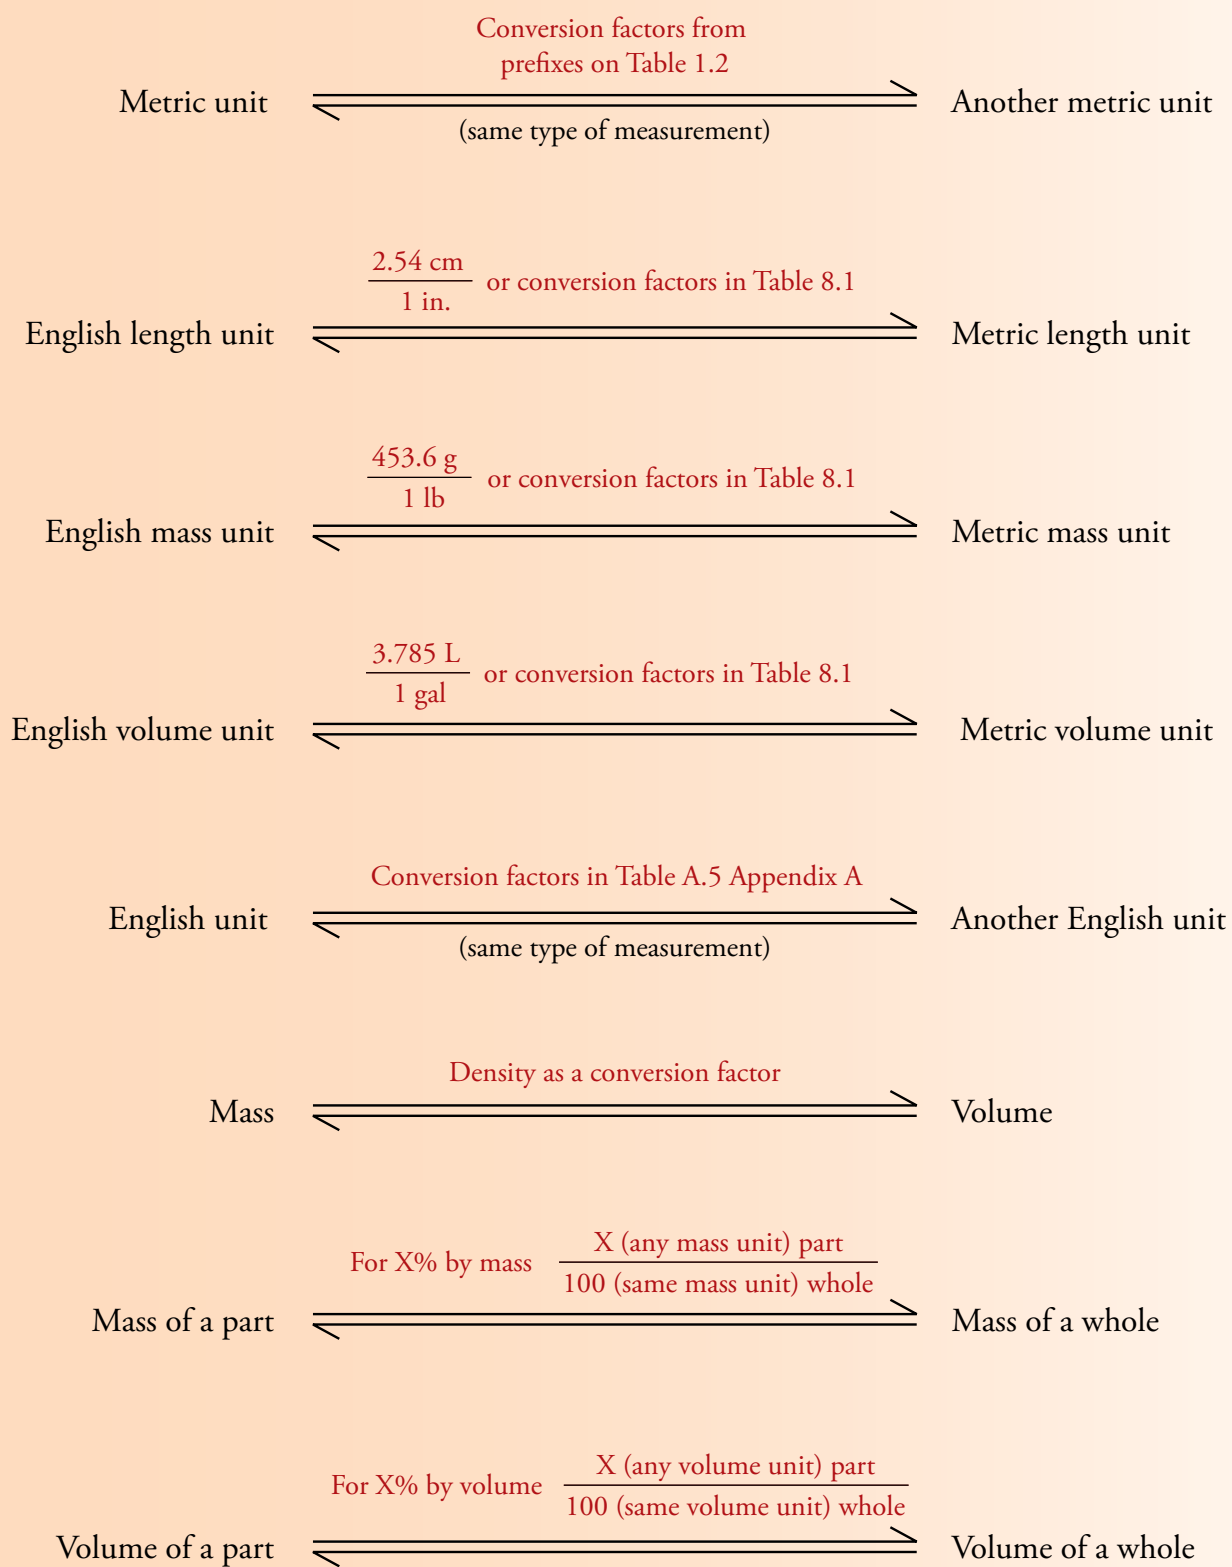 Conversion factors from
prefixes on Table 1.2
Metric unit
Another metric unit
(same type of measurement)
2.54 cm
1 in.
or conversion factors in Table 8.1
English length unit
Metric length unit
453.6 g
1 lb
or conversion factors in Table 8.1
English mass unit
Metric mass unit
3.785 L
1 gal
or conversion factors in Table 8.1
English volume unit
Metric volume unit
Conversion factors in Table A.5 Appendix A
English unit
Another English unit
(same type of measurement)
Density as a conversion factor
Mass
Volume
For X% by mass
X (any mass unit) part
100 (same mass unit) whole
Mass of a part
Mass of a whole
For X% by volume
X (any volume unit) part
100 (same volume unit) whole
Volume of a part
Volume of a whole